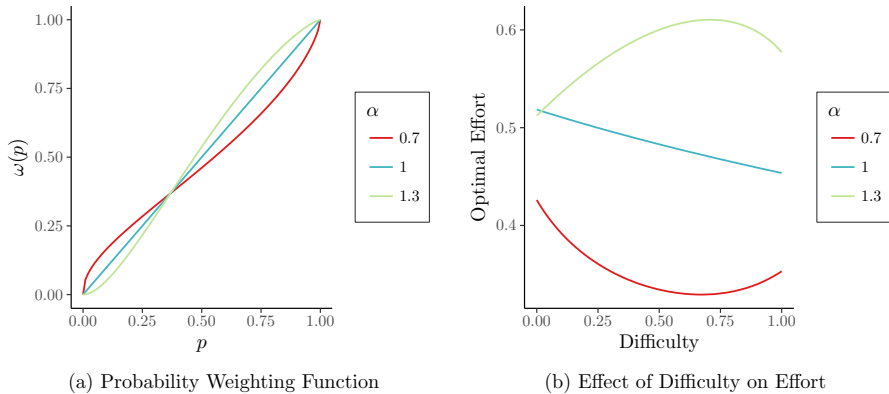 1.00
0.75
0.50
0.25
0.00
ω(p)
0.00 0.25 0.50 0.75 1.00
p
α
0.7
1
1.3
(a) Probability Weighting Function
0.6
0.5
0.4
Optimal Effort
0.00 0.25 0.50 0.75 1.00
Difficulty
α
0.7
1
1.3
(b) Effect of Difficulty on Effort